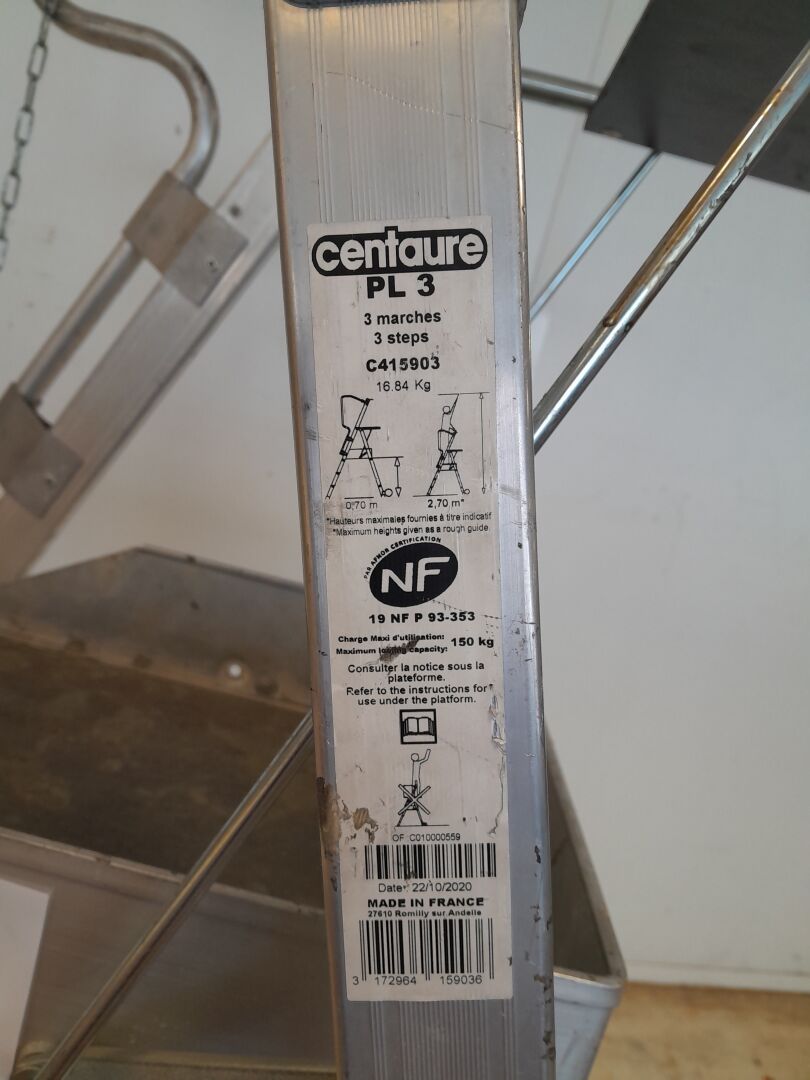 centaure
PL 3
3 marches
3 steps
C415903
16.84 Kg
0,70 m 2,70 m*
*Hauteurs maximales fournies à titre indicatif
*Maximum heights given as a rough guide.
PAR AFNOR CERTIFICATION
NF
19 NF P 93-353
Charge Maxi d'utilisation: 150 kg
Maximum loading capacity:
Consulter la notice sous la
plateforme.
Refer to the instructions for
use under the platform.
OF :C010000559
Date: 22/10/2020
MADE IN FRANCE
27610 Romilly sur Andelle
3 172964 159036